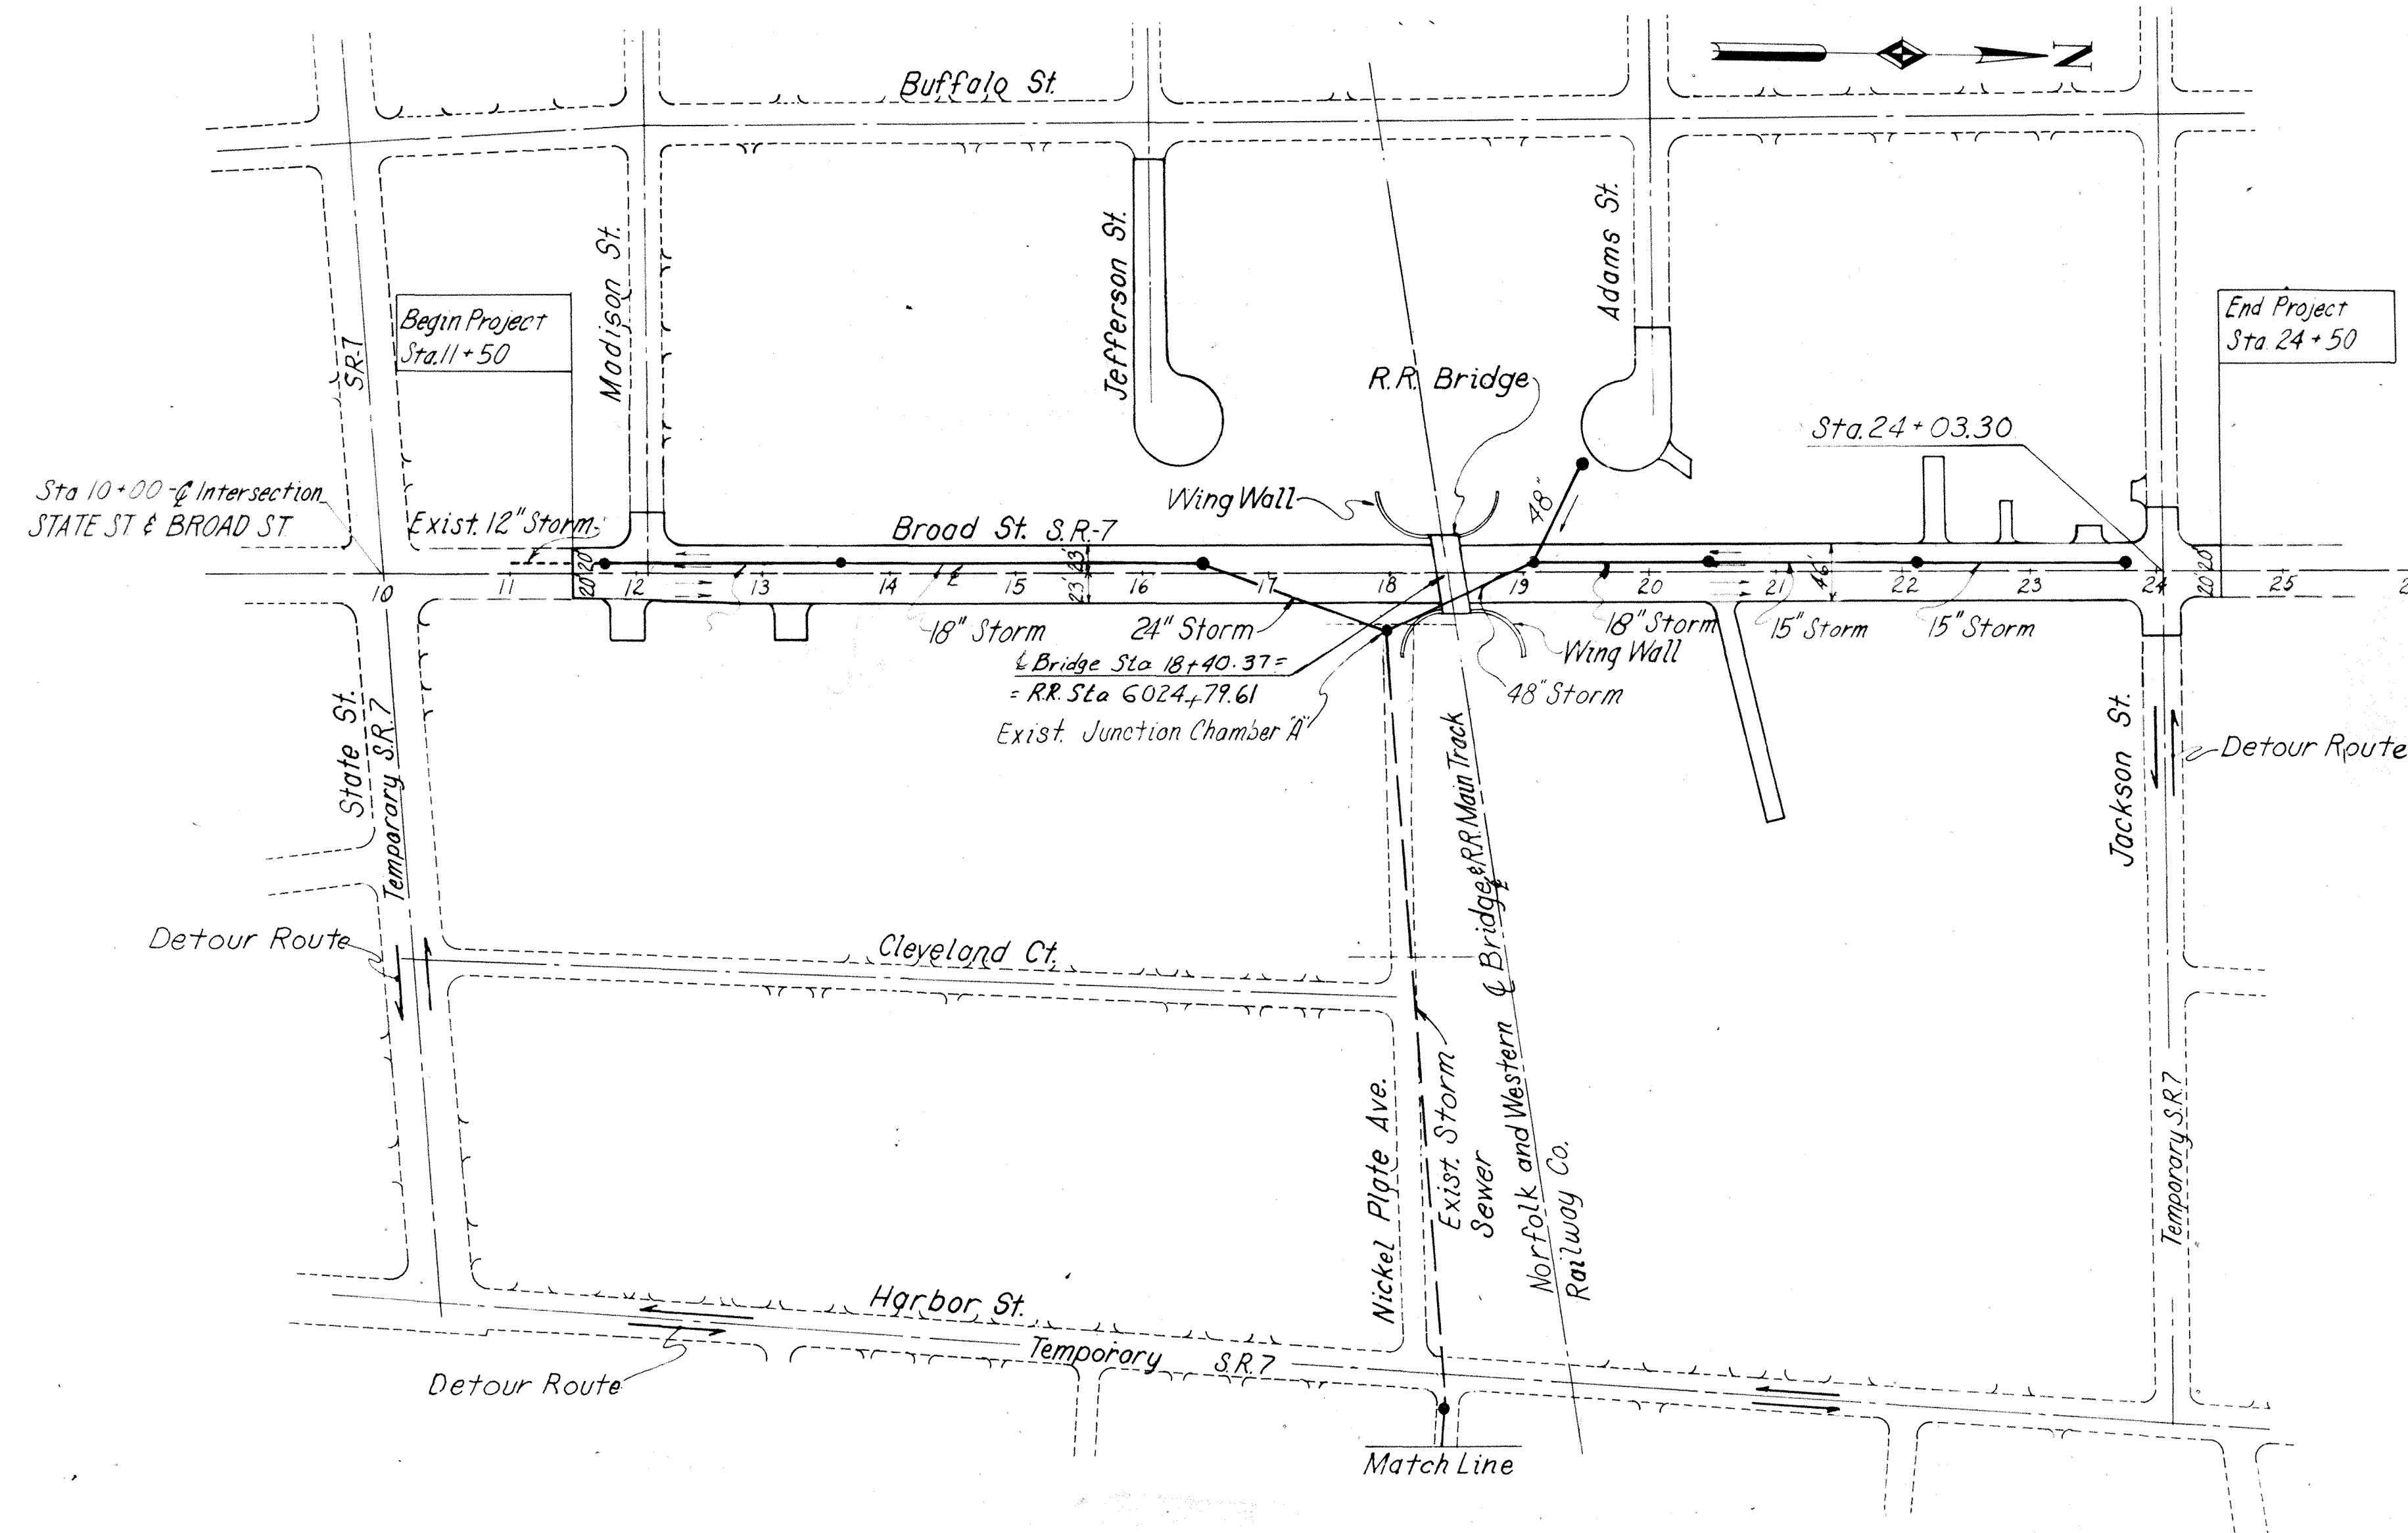 N
Buffalo St.
SR-7
Begin Project
Sta. 11 + 50
Madison St.
Jefferson St.
Adams St.
End Project
Sta. 24 + 50
R.R. Bridge
Sta. 24 + 03.30
Sta 10+00 -℄ Intersection
STATE ST & BROAD ST
Exist. 12" Storm
Broad St. S.R.-7
Wing Wall
48"
20' 20'
23' 23'
46'
20' 20'
10 11 12 13 14 15 16 17 18 19 20 21 22 23 24 25
18" Storm
24" Storm
18" Storm
15" Storm
15" Storm
Wing Wall
℄ Bridge Sta 18+40.37=
= R.R. Sta 6024+79.61
48" Storm
Exist. Junction Chamber "A"
State St.
Temporary S.R.7
Jackson St.
Detour Route
Detour Route
Cleveland Ct.
℄ Bridge & ℄ R.R. Main Track
Nickel Plate Ave.
Exist. Storm
Sewer
Norfolk and Western
Railway Co.
Temporary S.R.7
Harbor St.
Temporary S.R.7
Detour Route
Match Line